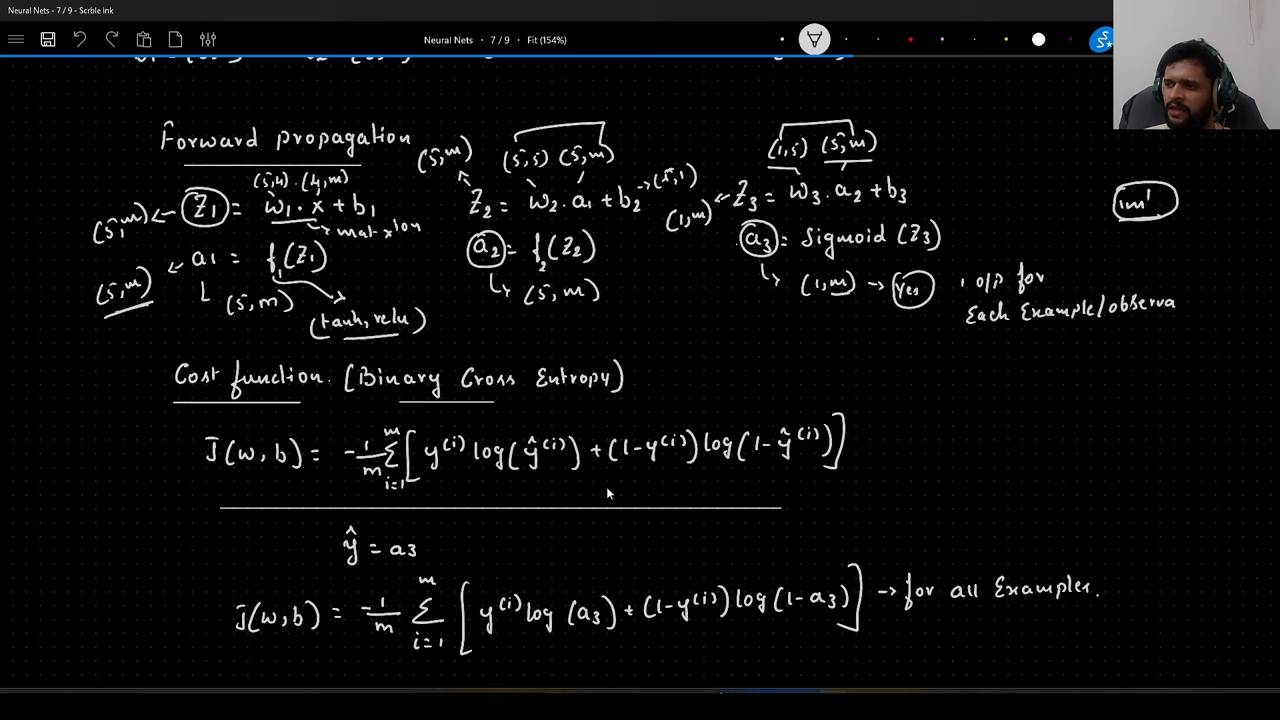 Neural Nets - 7 / 9 - Scrble Ink
Neural Nets • 7 / 9 • Fit (154%)
Forward propagation
(5,4) . (4,m)
(5,m) ← Z1 = w1 . x + b1
→ mat-xion
(5,m) ← a1 = f1(Z1)
(5,m)
(tanh, relu)
(5,m) (5,5) (5,m)
Z2 = w2 . a1 + b2 → (5,1)
a2 = f2(Z2)
↳ (5,m)
(1,5) (5,m)
(1,m) ← Z3 = w3 . a2 + b3
a3 = Sigmoid (Z3)
↳ (1,m) → Yes 1 o/p for
Each Example/observa
1m'
Cost function. (Binary Cross Entropy)
J(w,b) = -1/m Σ i=1 m [y(i) log(ŷ(i)) + (1-y(i)) log(1-ŷ(i))]
ŷ = a3
J(w,b) = -1/m Σ i=1 m [y(i) log (a3) + (1-y(i)) log(1-a3)] → for all Examples.